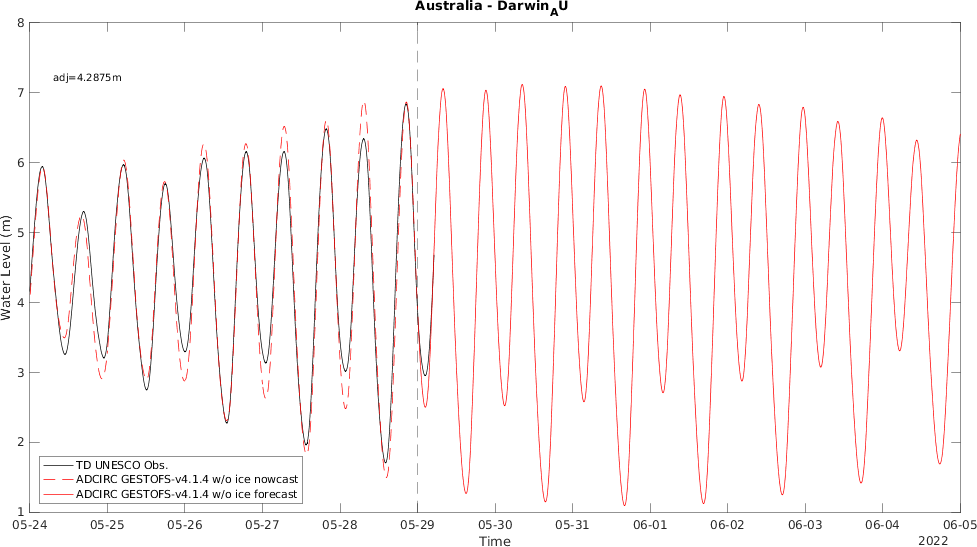 Australia - Darwin_AU
8
adj=4.2875m
7
6
5
4
3
2
1
Water Level (m)
TD UNESCO Obs.
ADCIRC GESTOFS-v4.1.4 w/o ice nowcast
ADCIRC GESTOFS-v4.1.4 w/o ice forecast
05-24 05-25 05-26 05-27 05-28 05-29 05-30 05-31 06-01 06-02 06-03 06-04 06-05
Time
2022